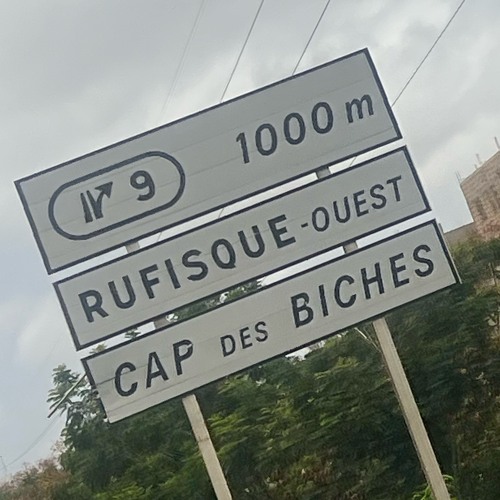 9 1000 m
RUFISQUE-OUEST
CAP DES BICHES